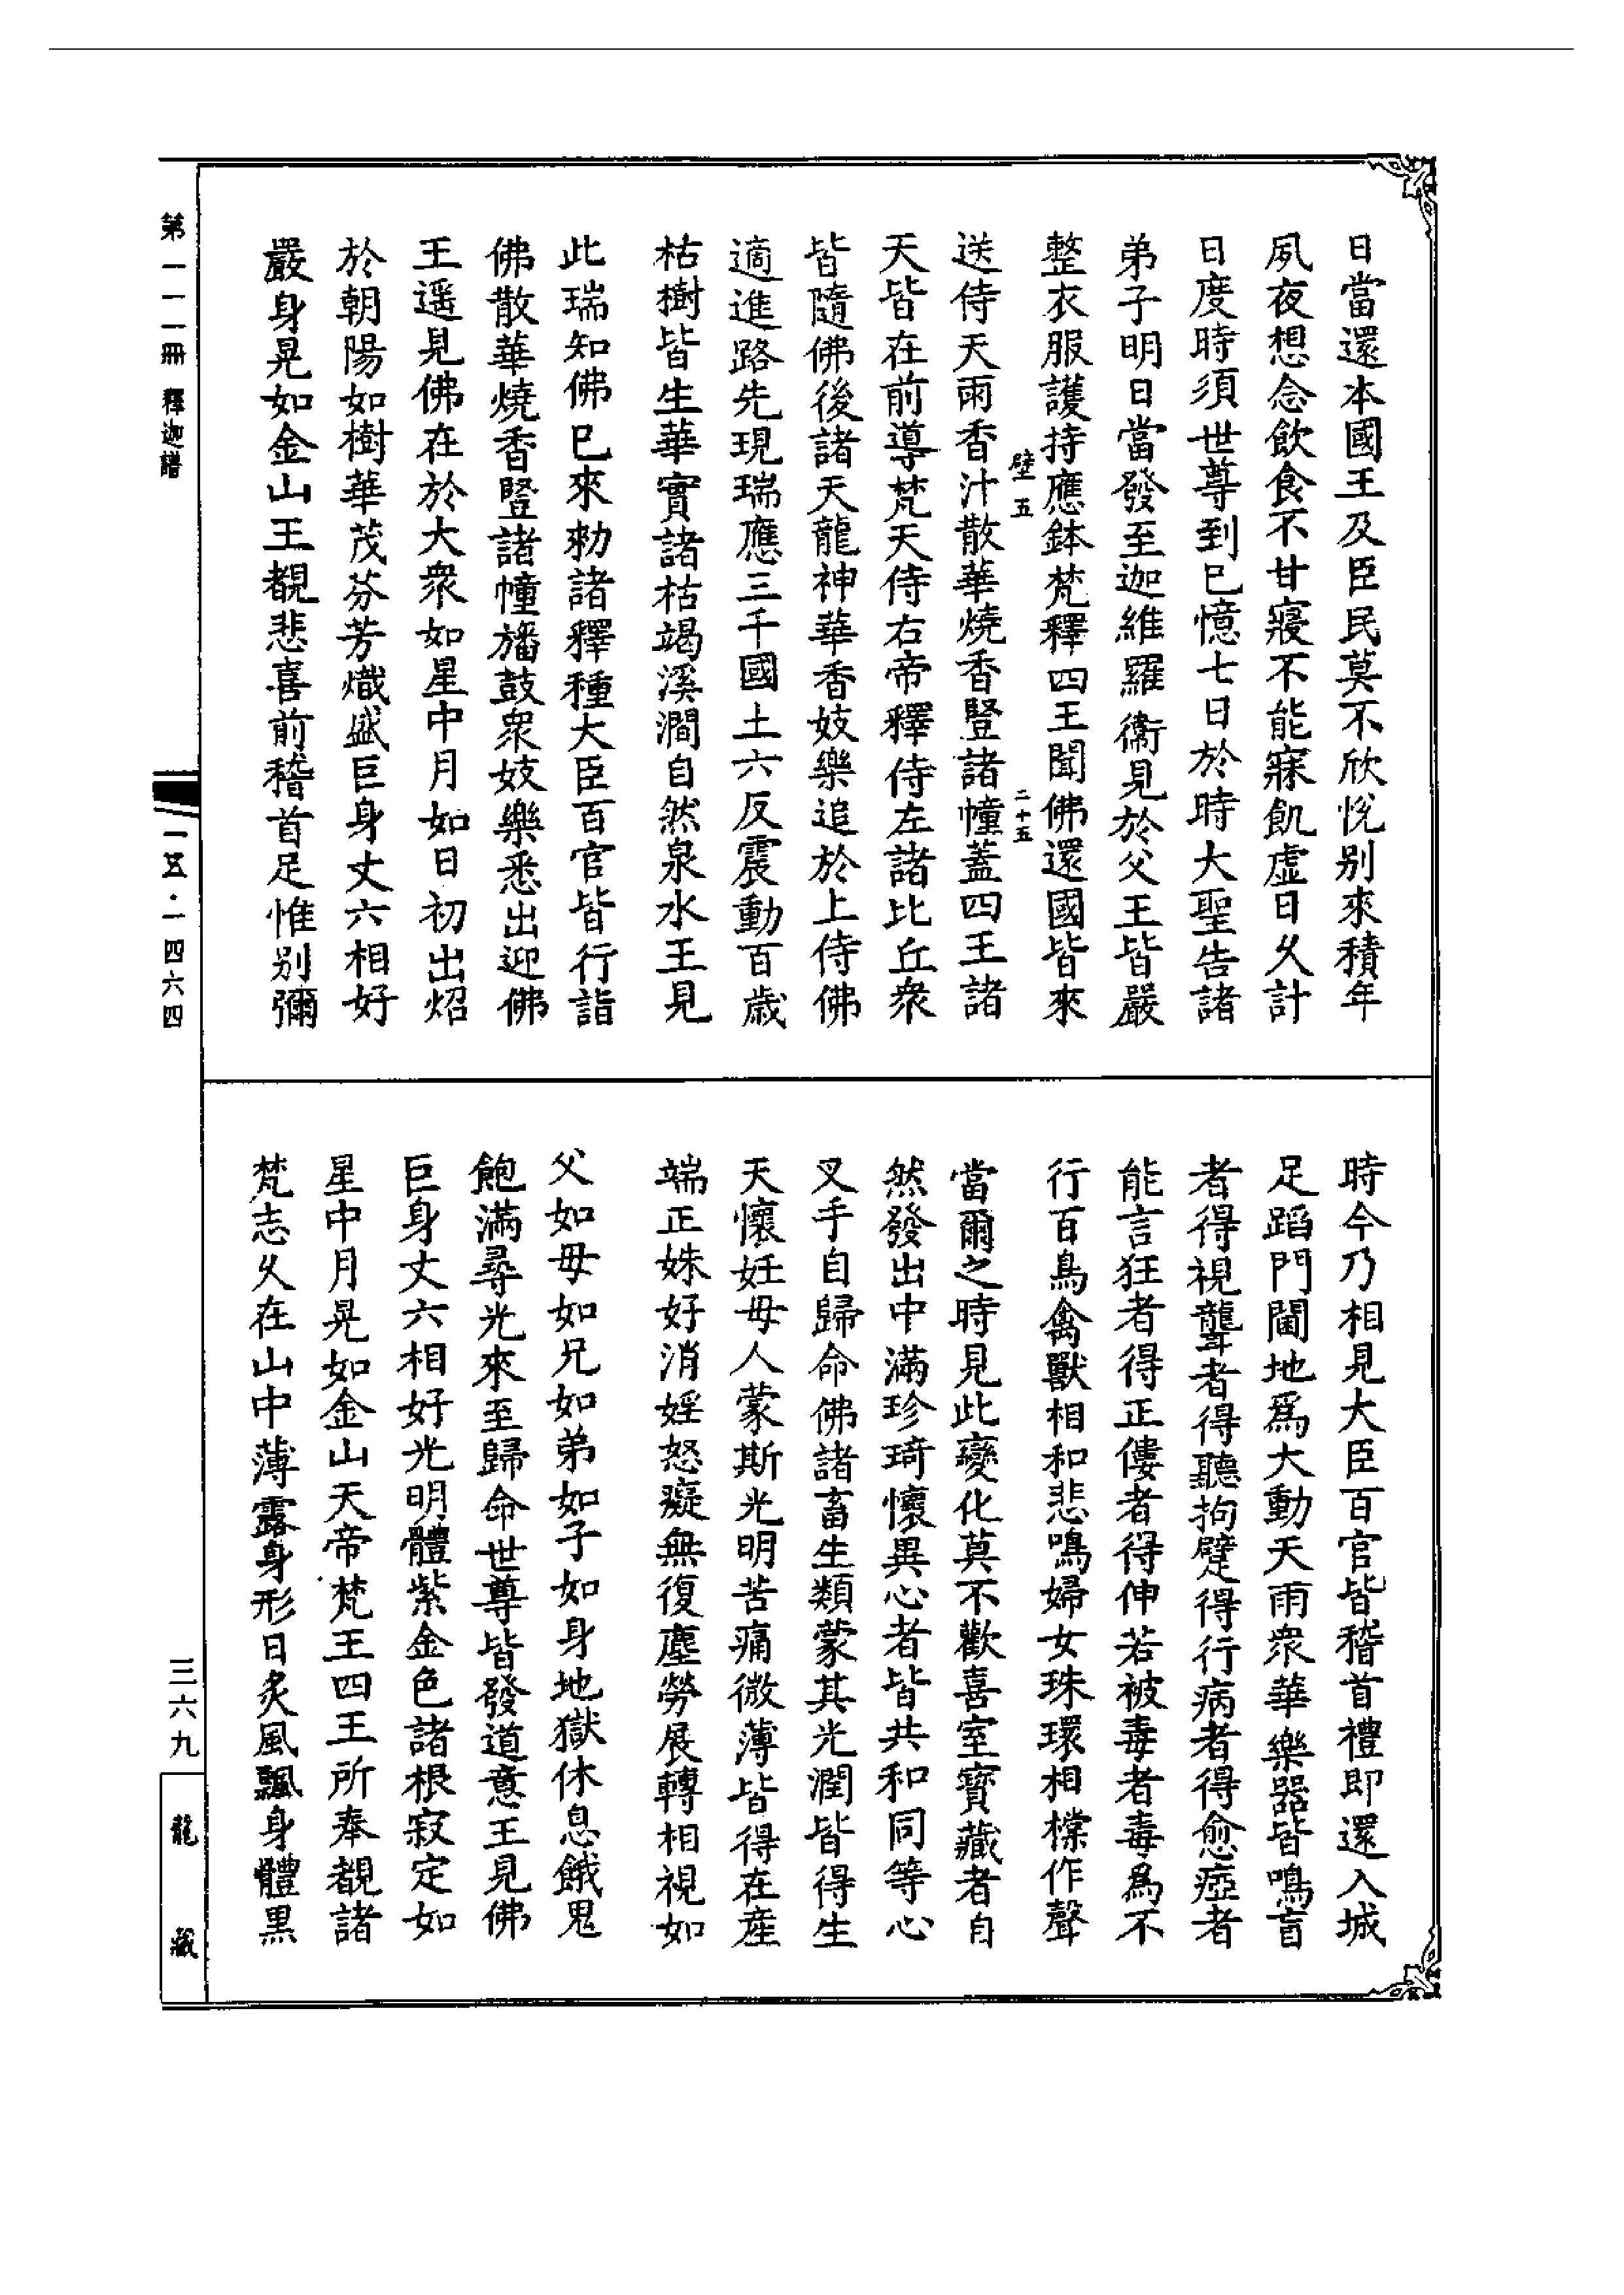 日當還本國王及臣民莫不欣悅别來積年
夙夜想念飲食不甘寢不能寐飢虛日久計
日度時須世尊到已憶七日於時大聖告諸
弟子明日當發至迦維羅衞見於父王皆嚴
整衣服護持應鉢梵釋四王聞佛還國皆來
壁五
二十五
送侍天雨香汁散華燒香豎諸幢蓋四王諸
天皆在前導梵天侍右帝釋侍左諸比丘衆
皆隨佛後諸天龍神華香妓樂追於上侍佛
適進路先現瑞應三千國土六反震動百歲
枯樹皆生華實諸枯竭溪澗自然泉水王見
此瑞知佛巳來勑諸釋種大臣百官皆行詣
佛散華燒香豎諸幢旛鼓衆妓樂悉出迎佛
王遥見佛在於大衆如星中月如日初出炤
於朝陽如樹華茂芬芳熾盛巨身丈六相好
嚴身晃如金山王覩悲喜前稽首足惟别彌
時今乃相見大臣百官皆稽首禮即還入城
足蹈門閫地爲大動天雨衆華樂器皆鳴盲
者得視聾者得聽拘躄得行病者得愈瘂者
能言狂者得正僂者得伸若被毒者毒爲不
行百鳥禽獸相和悲鳴婦女珠環相𣞙作聲
當爾之時見此變化莫不歡喜室寶藏者自
然發出中滿珍琦懷異心者皆共和同等心
叉手自歸命佛諸畜生類蒙其光潤皆得生
天懷妊母人蒙斯光明苦痛微薄皆得在産
端正姝好消婬怒癡無復塵勞展轉相視如
父如母如兄如弟如子如身地獄休息餓鬼
飽滿尋光來至歸命世尊皆發道意王見佛
巨身丈六相好光明體紫金色諸根寂定如
星中月晃如金山天帝梵王四王所奉覩諸
梵志久在山中薄露身形日炙風飄身體黑
第一一一冊 釋迦譜
一五·一四六四
三六九
龍藏